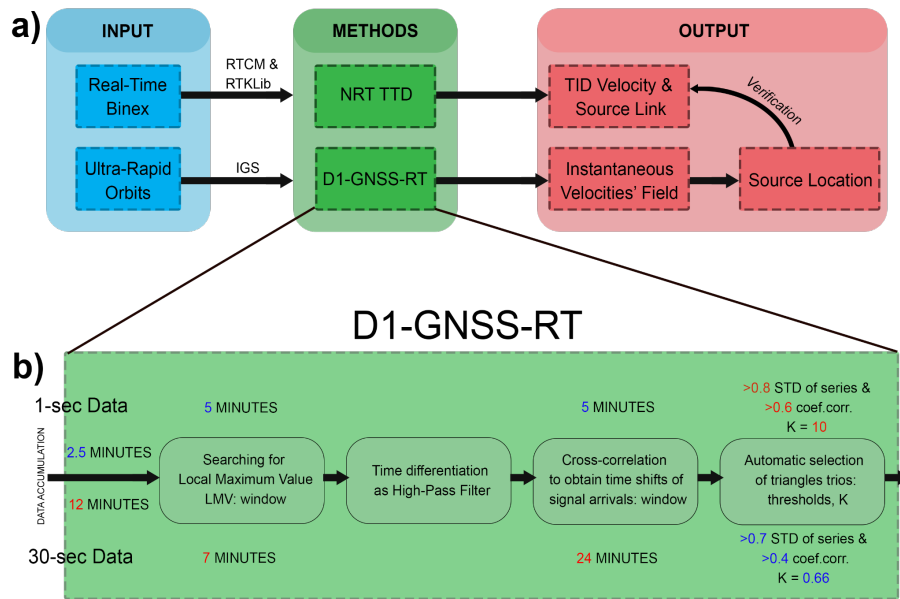 a)
INPUT
METHODS
OUTPUT
Real-Time
Binex
RTCM &
RTKLib
NRT TTD
TID Velocity &
Source Link
Verification
Ultra-Rapid
Orbits
IGS
D1-GNSS-RT
Instantaneous
Velocities' Field
Source Location
D1-GNSS-RT
b)
1-sec Data
5 MINUTES
5 MINUTES
>0.8 STD of series &
>0.6 coef.corr.
K = 10
DATA ACCUMULATION
2.5 MINUTES
12 MINUTES
Searching for
Local Maximum Value
LMV: window
Time differentiation
as High-Pass Filter
Cross-correlation
to obtain time shifts of
signal arrivals: window
Automatic selection
of triangles trios:
thresholds, K
30-sec Data
7 MINUTES
24 MINUTES
>0.7 STD of series &
>0.4 coef.corr.
K = 0.66